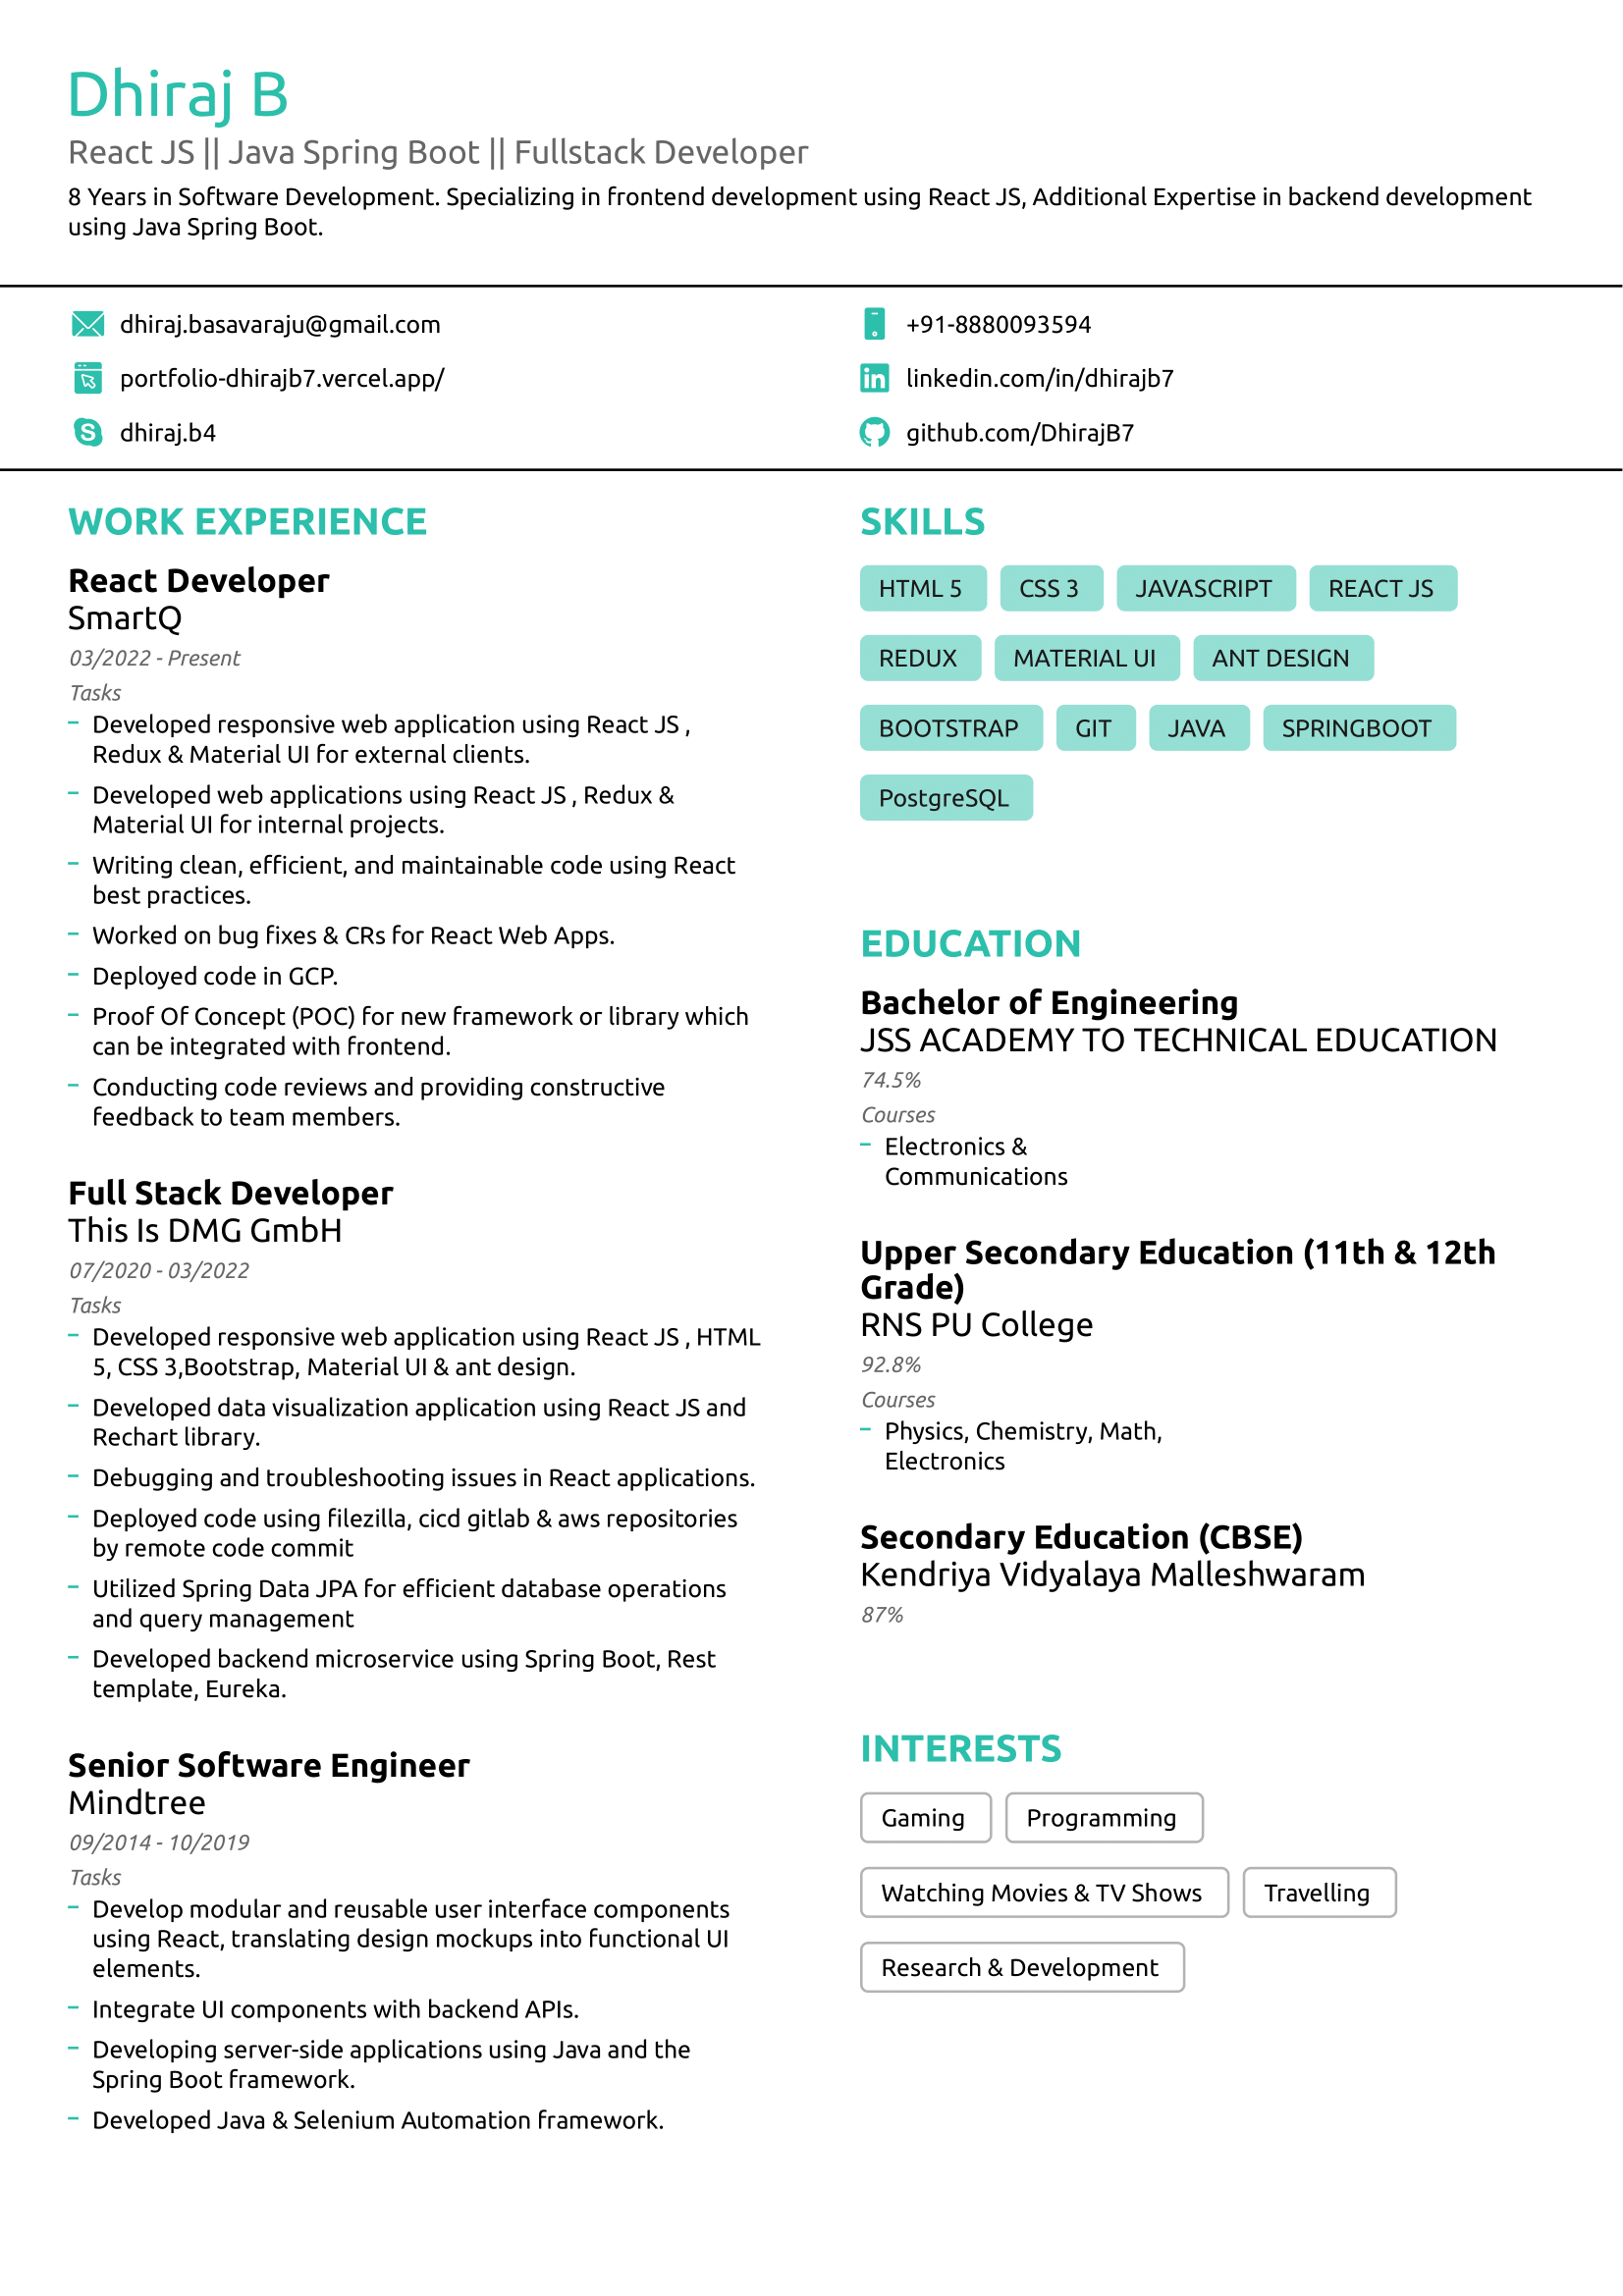 Dhiraj B
React JS || Java Spring Boot || Fullstack Developer
8 Years in Software Development. Specializing in frontend development using React JS, Additional Expertise in backend development
using Java Spring Boot.
dhiraj.basavaraju@gmail.com
+91-8880093594
portfolio-dhirajb7.vercel.app/
linkedin.com/in/dhirajb7
dhiraj.b4
github.com/DhirajB7
WORK EXPERIENCE
React Developer
SmartQ
03/2022 - Present
Tasks
– Developed responsive web application using React JS ,
Redux & Material UI for external clients.
– Developed web applications using React JS , Redux &
Material UI for internal projects.
– Writing clean, efficient, and maintainable code using React
best practices.
– Worked on bug fixes & CRs for React Web Apps.
– Deployed code in GCP.
– Proof Of Concept (POC) for new framework or library which
can be integrated with frontend.
– Conducting code reviews and providing constructive
feedback to team members.
Full Stack Developer
This Is DMG GmbH
07/2020 - 03/2022
Tasks
– Developed responsive web application using React JS , HTML
5, CSS 3,Bootstrap, Material UI & ant design.
– Developed data visualization application using React JS and
Rechart library.
– Debugging and troubleshooting issues in React applications.
– Deployed code using filezilla, cicd gitlab & aws repositories
by remote code commit
– Utilized Spring Data JPA for efficient database operations
and query management
– Developed backend microservice using Spring Boot, Rest
template, Eureka.
Senior Software Engineer
Mindtree
09/2014 - 10/2019
Tasks
– Develop modular and reusable user interface components
using React, translating design mockups into functional UI
elements.
– Integrate UI components with backend APIs.
– Developing server-side applications using Java and the
Spring Boot framework.
– Developed Java & Selenium Automation framework.
SKILLS
HTML 5 CSS 3 JAVASCRIPT REACT JS
REDUX MATERIAL UI ANT DESIGN
BOOTSTRAP GIT JAVA SPRINGBOOT
PostgreSQL
EDUCATION
Bachelor of Engineering
JSS ACADEMY TO TECHNICAL EDUCATION
74.5%
Courses
– Electronics &
Communications
Upper Secondary Education (11th & 12th
Grade)
RNS PU College
92.8%
Courses
– Physics, Chemistry, Math,
Electronics
Secondary Education (CBSE)
Kendriya Vidyalaya Malleshwaram
87%
INTERESTS
Gaming Programming
Watching Movies & TV Shows Travelling
Research & Development